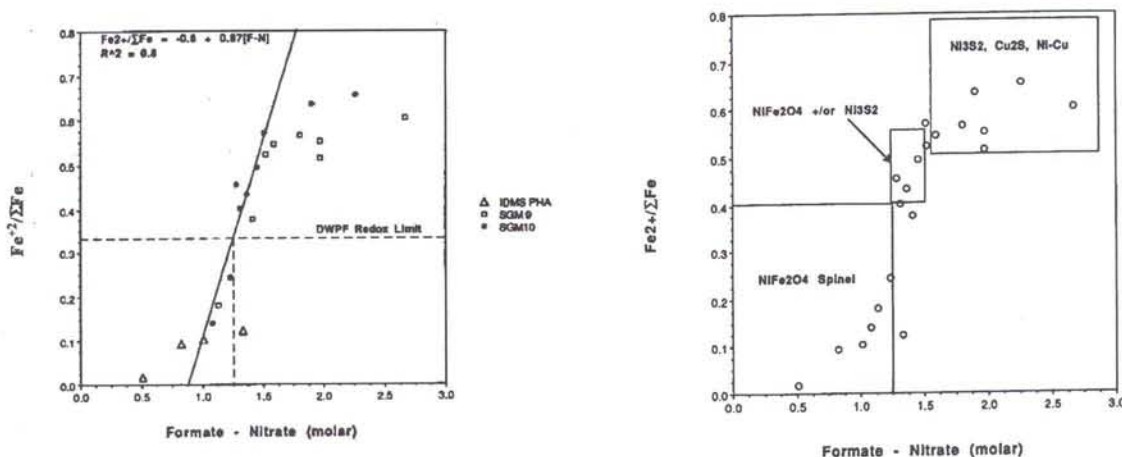 Fe2+/ΣFe = -0.8 + 0.87[F-N]
R^2 = 0.8
0.8
0.7
0.6
0.5
0.4
0.3
0.2
0.1
0.0
Fe+2/ΣFe
DWPF Redox Limit
0.0 0.5 1.0 1.5 2.0 2.5 3.0
Formate - Nitrate (molar)
IDMS PHA
SGM9
SGM10
0.8
0.7
0.6
0.5
0.4
0.3
0.2
0.1
0.0
Fe2+/ΣFe
Ni3S2, Cu2S, Ni-Cu
NiFe2O4 +/or Ni3S2
NiFe2O4 Spinel
0.0 0.5 1.0 1.5 2.0 2.5 3.0
Formate - Nitrate (molar)